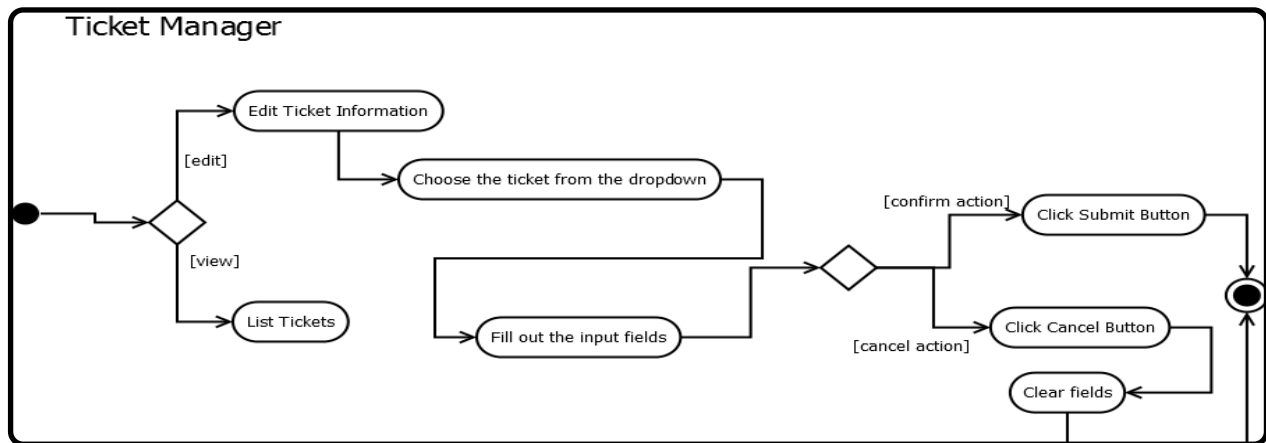 Ticket Manager
Edit Ticket Information
[edit]
Choose the ticket from the dropdown
[view]
List Tickets
Fill out the input fields
[confirm action]
Click Submit Button
[cancel action]
Click Cancel Button
Clear fields